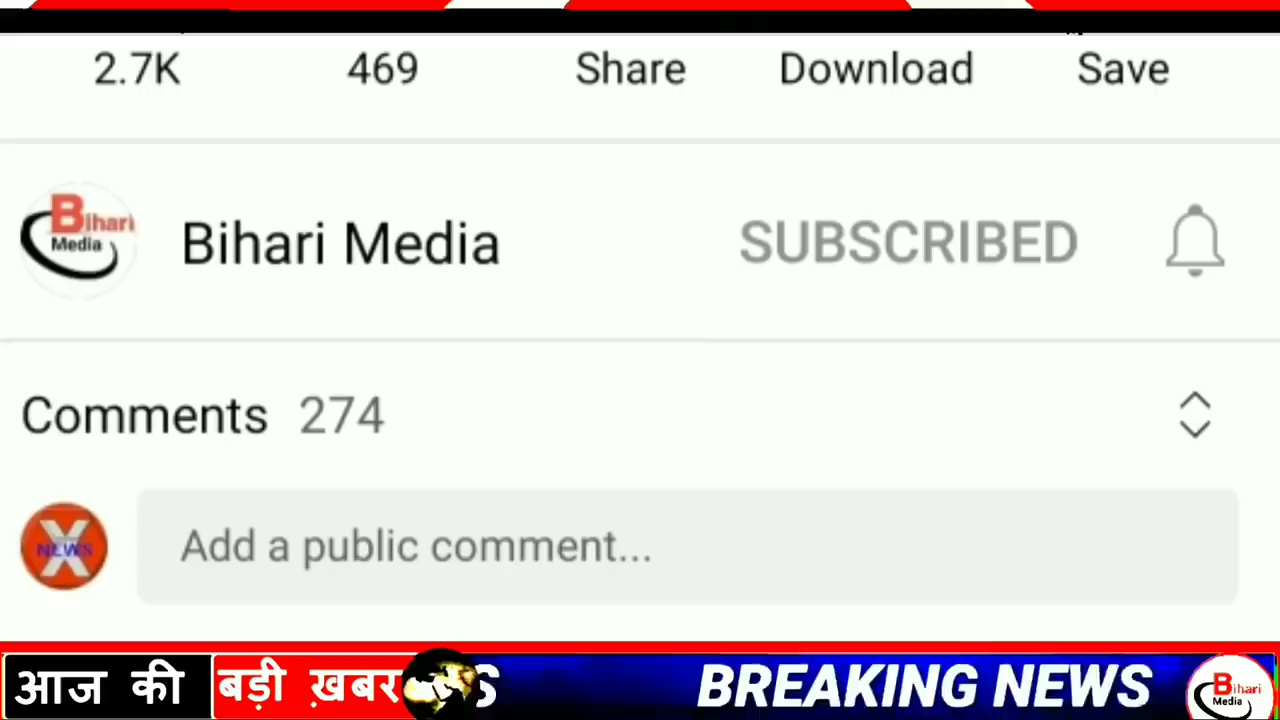 2.7K 469 Share Download Save
Bihari Media
Bihari Media SUBSCRIBED
Comments 274
NEWS X
Add a public comment...
आज की बड़ी ख़बर S BREAKING NEWS
Bihari Media